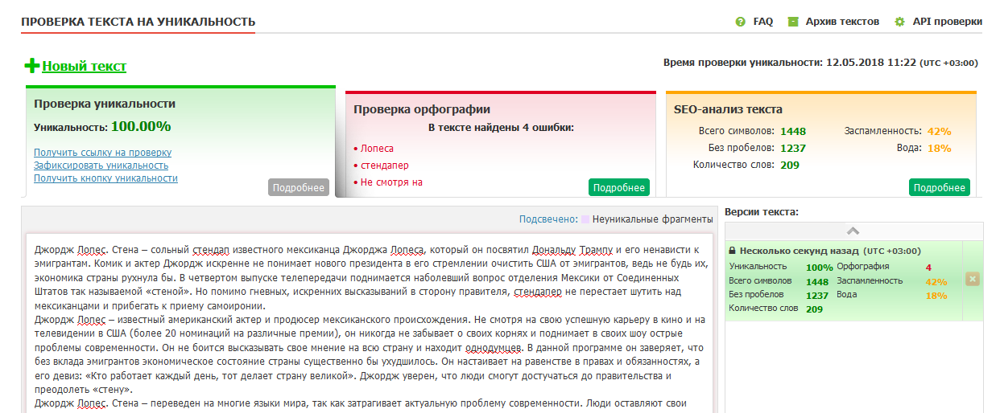 ПРОВЕРКА ТЕКСТА НА УНИКАЛЬНОСТЬ
FAQ Архив текстов API проверки
Новый текст
Время проверки уникальности: 12.05.2018 11:22 (UTC +03:00)
Проверка уникальности
Уникальность: 100.00%
Получить ссылку на проверку
Зафиксировать уникальность
Получить кнопку уникальности
Подробнее
Проверка орфографии
В тексте найдены 4 ошибки:
• Лопеса
• стендапер
• Не смотря на
Подробнее
SEO-анализ текста
Всего символов: 1448 Заспамленность: 42%
Без пробелов: 1237 Вода: 18%
Количество слов: 209
Подробнее
Подсвечено: Неуникальные фрагменты
Джордж Лопес. Стена – сольный стендап известного мексиканца Джорджа Лопеса, который он посвятил Дональду Трампу и его ненависти к
эмигрантам. Комик и актер Джордж искренне не понимает нового президента в его стремлении очистить США от эмигрантов, ведь не будь их,
экономика страны рухнула бы. В четвертом выпуске телепередачи поднимается наболевший вопрос отделения Мексики от Соединенных
Штатов так называемой «стеной». Но помимо гневных, искренних высказываний в сторону правителя, стендапер не перестает шутить над
мексиканцами и прибегать к приему самоиронии.
Джордж Лопес – известный американский актер и продюсер мексиканского происхождения. Не смотря на свою успешную карьеру в кино и на
телевидении в США (более 20 номинаций на различные премии), он никогда не забывает о своих корнях и поднимает в своих шоу острые
проблемы современности. Он не боится высказывать свое мнение на всю страну и находит однодумцев. В данной программе он заверяет, что
без вклада эмигрантов экономическое состояние страны существенно бы ухудшилось. Он настаивает на равенстве в правах и обязанностях, а
его девиз: «Кто работает каждый день, тот делает страну великой». Джордж уверен, что люди смогут достучаться до правительства и
преодолеть «стену».
Джордж Лопес. Стена – переведен на многие языки мира, так как затрагивает актуальную проблему современности. Люди оставляют свои
Версии текста:
Несколько секунд назад (UTC +03:00)
Уникальность 100% Орфография 4
Всего символов 1448 Заспамленность 42%
Без пробелов 1237 Вода 18%
Количество слов 209